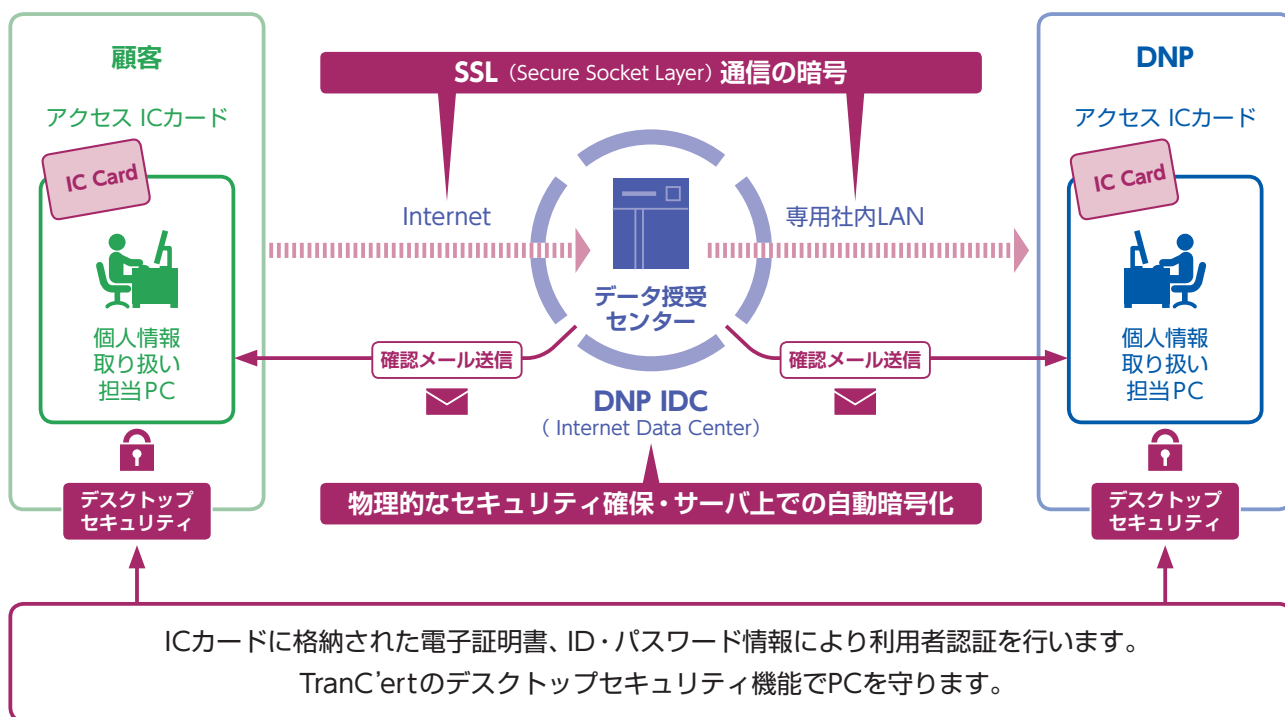 顧客
アクセス ICカード
IC Card
個人情報
取り扱い
担当PC
デスクトップ
セキュリティ
SSL（Secure Socket Layer）通信の暗号
Internet
専用社内LAN
データ授受
センター
確認メール送信
確認メール送信
DNP IDC
（ Internet Data Center）
物理的なセキュリティ確保・サーバ上での自動暗号化
DNP
アクセス ICカード
IC Card
個人情報
取り扱い
担当PC
デスクトップ
セキュリティ
ICカードに格納された電子証明書、ID・パスワード情報により利用者認証を行います。
TranC'ertのデスクトップセキュリティ機能でPCを守ります。